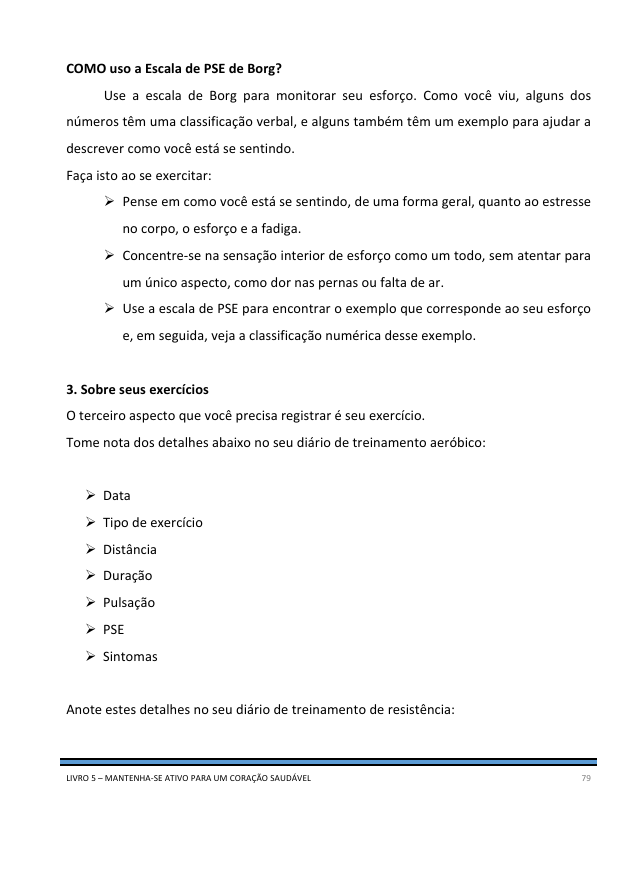 COMO uso a Escala de PSE de Borg?
Use a escala de Borg para monitorar seu esforço. Como você viu, alguns dos
números têm uma classificação verbal, e alguns também têm um exemplo para ajudar a
descrever como você está se sentindo.
Faça isto ao se exercitar:
➢ Pense em como você está se sentindo, de uma forma geral, quanto ao estresse
no corpo, o esforço e a fadiga.
➢ Concentre-se na sensação interior de esforço como um todo, sem atentar para
um único aspecto, como dor nas pernas ou falta de ar.
➢ Use a escala de PSE para encontrar o exemplo que corresponde ao seu esforço
e, em seguida, veja a classificação numérica desse exemplo.
3. Sobre seus exercícios
O terceiro aspecto que você precisa registrar é seu exercício.
Tome nota dos detalhes abaixo no seu diário de treinamento aeróbico:
➢ Data
➢ Tipo de exercício
➢ Distância
➢ Duração
➢ Pulsação
➢ PSE
➢ Sintomas
Anote estes detalhes no seu diário de treinamento de resistência:
LIVRO 5 – MANTENHA-SE ATIVO PARA UM CORAÇÃO SAUDÁVEL 79